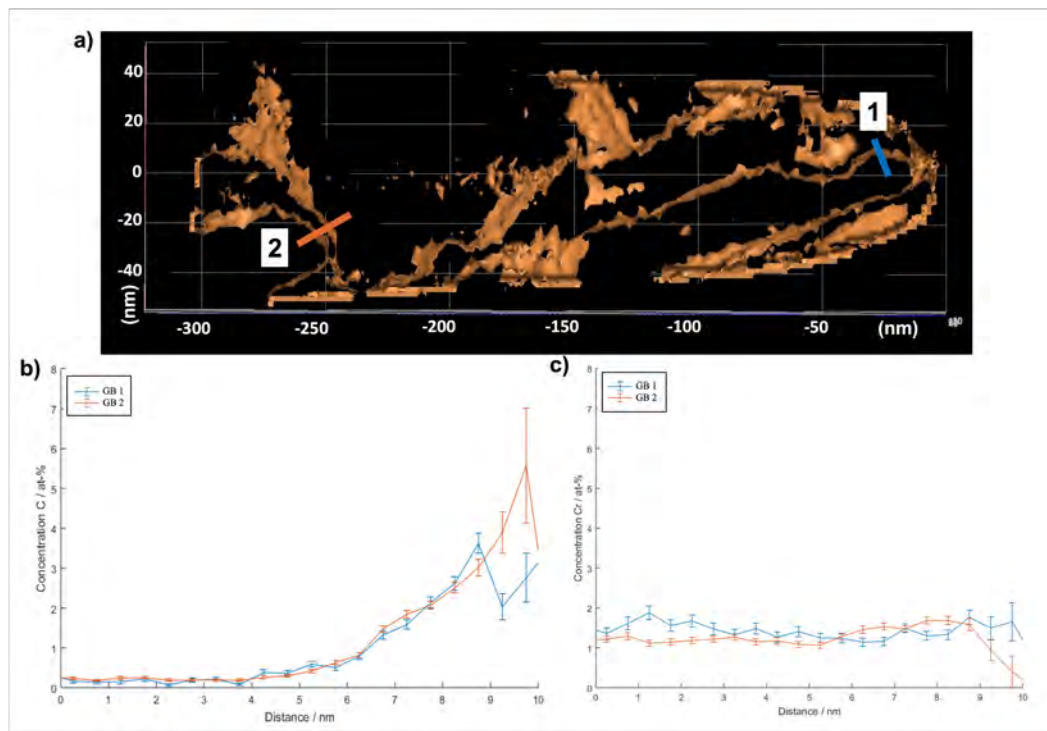 a)
40
20
0
-20
-40
(nm)
1
2
-300
-250
-200
-150
-100
-50
(nm)
b)
8
7
6
5
4
3
2
1
0
Concentration C / at-%
GB 1
GB 2
0 1 2 3 4 5 6 7 8 9 10
Distance / nm
c)
8
7
6
5
4
3
2
1
0
Concentration Cr / at-%
GB 1
GB 2
0 1 2 3 4 5 6 7 8 9 10
Distance / nm